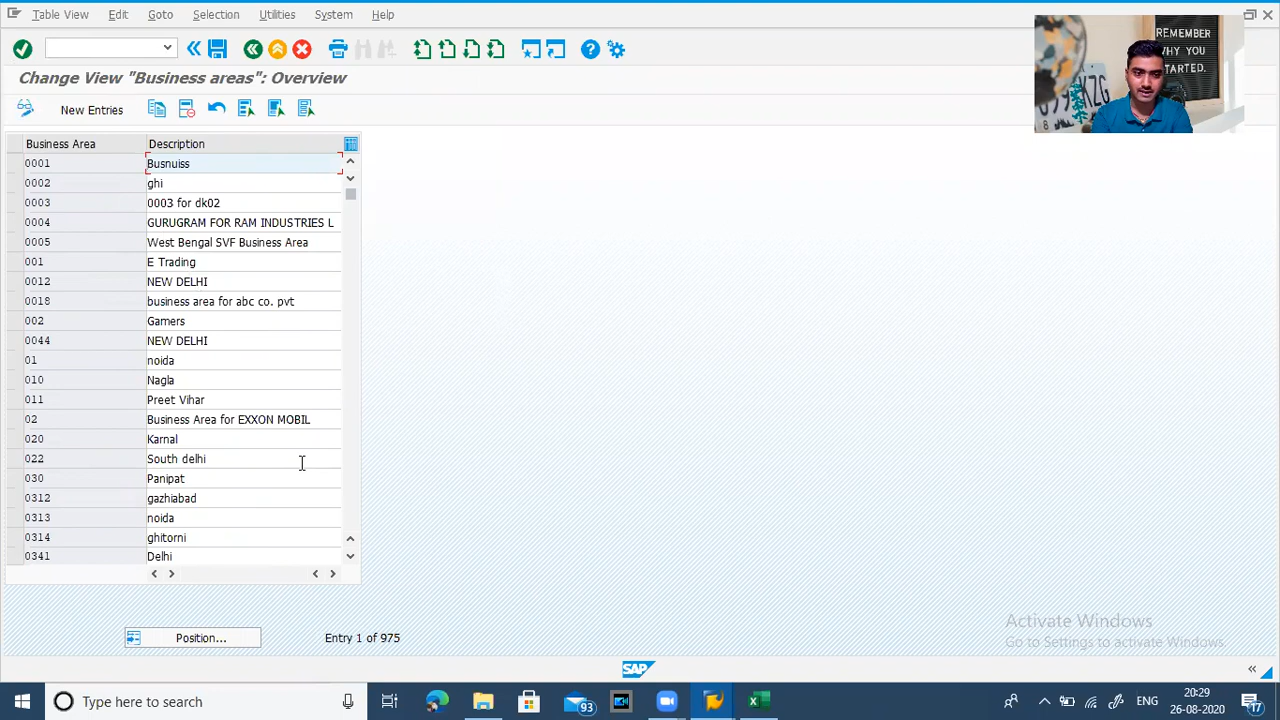 Table View Edit Goto Selection Utilities System Help
Change View "Business areas": Overview
New Entries
Business Area Description
0001 Busnuiss
0002 ghi
0003 0003 for dk02
0004 GURUGRAM FOR RAM INDUSTRIES L
0005 West Bengal SVF Business Area
001 E Trading
0012 NEW DELHI
0018 business area for abc co. pvt
002 Gamers
0044 NEW DELHI
01 noida
010 Nagla
011 Preet Vihar
02 Business Area for EXXON MOBIL
020 Karnal
022 South delhi
030 Panipat
0312 gazhiabad
0313 noida
0314 ghitorni
0341 Delhi
Position... Entry 1 of 975
REMEMBER
WHY YOU
STARTED.
Activate Windows
Go to Settings to activate Windows.
SAP
Type here to search
93
ENG
20:29
26-08-2020
17